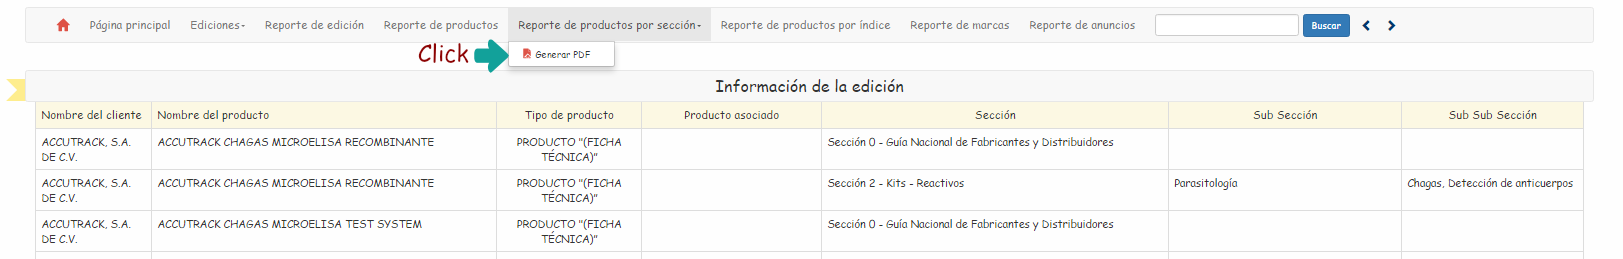 Página principal Ediciones Reporte de edición Reporte de productos Reporte de productos por sección Reporte de productos por índice Reporte de marcas Reporte de anuncios Buscar
Click Generar PDF
Información de la edición
Nombre del cliente Nombre del producto Tipo de producto Producto asociado Sección Sub Sección Sub Sub Sección
ACCUTRACK, S.A. ACCUTRACK CHAGAS MICROELISA RECOMBINANTE PRODUCTO "(FICHA Sección 0 - Guía Nacional de Fabricantes y Distribuidores
DE C.V. TÉCNICA)"
ACCUTRACK, S.A. ACCUTRACK CHAGAS MICROELISA RECOMBINANTE PRODUCTO "(FICHA Sección 2 - Kits - Reactivos Parasitología Chagas, Detección de anticuerpos
DE C.V. TÉCNICA)"
ACCUTRACK, S.A. ACCUTRACK CHAGAS MICROELISA TEST SYSTEM PRODUCTO "(FICHA Sección 0 - Guía Nacional de Fabricantes y Distribuidores
DE C.V. TÉCNICA)"